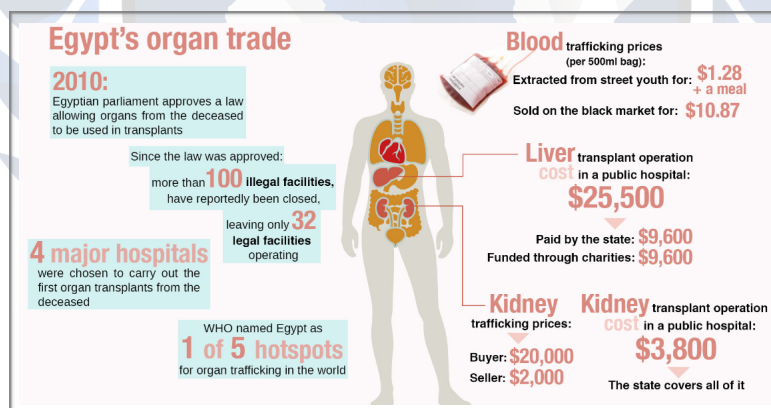 Egypt's organ trade
2010:
Egyptian parliament approves a law
allowing organs from the deceased
to be used in transplants
Since the law was approved:
more than 100 illegal facilities,
have reportedly been closed,
leaving only 32
legal facilities
operating
4 major hospitals
were chosen to carry out the
first organ transplants from the
deceased
WHO named Egypt as
1 of 5 hotspots
for organ trafficking in the world
Blood trafficking prices
(per 500ml bag):
Extracted from street youth for: $1.28
+ a meal
Sold on the black market for: $10.87
Liver transplant operation
cost in a public hospital:
$25,500
Paid by the state: $9,600
Funded through charities: $9,600
Kidney
trafficking prices:
Buyer: $20,000
Seller: $2,000
Kidney transplant operation
cost in a public hospital:
$3,800
The state covers all of it